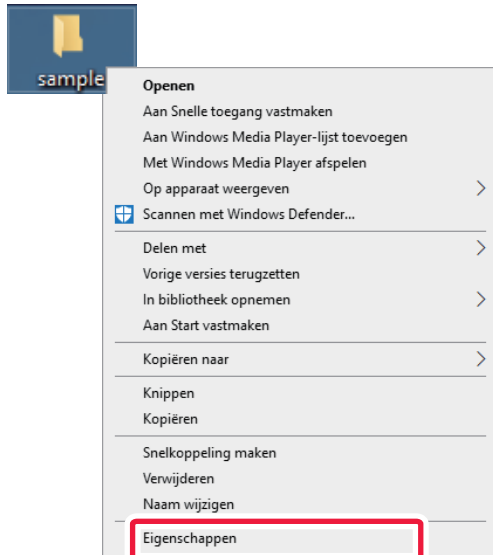 sample
Openen
Aan Snelle toegang vastmaken
Aan Windows Media Player-lijst toevoegen
Met Windows Media Player afspelen
Op apparaat weergeven
Scannen met Windows Defender...
Delen met
Vorige versies terugzetten
In bibliotheek opnemen
Aan Start vastmaken
Kopiëren naar
Knippen
Kopiëren
Snelkoppeling maken
Verwijderen
Naam wijzigen
Eigenschappen